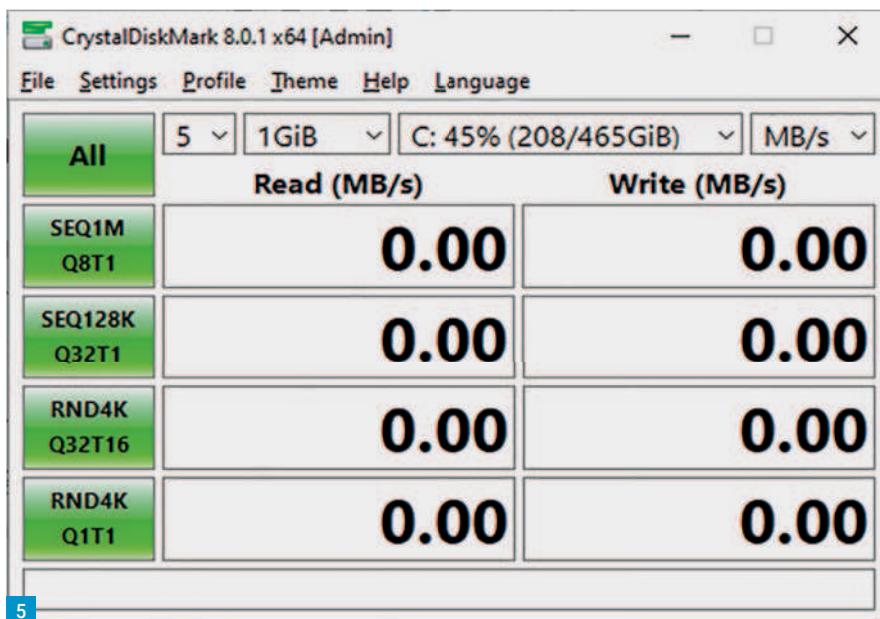 CrystalDiskMark 8.0.1 x64 [Admin]
File Settings Profile Theme Help Language
All
5 1GiB C: 45% (208/465GiB) MB/s
Read (MB/s) Write (MB/s)
SEQ1M
Q8T1
0.00 0.00
SEQ128K
Q32T1
0.00 0.00
RND4K
Q32T16
0.00 0.00
RND4K
Q1T1
0.00 0.00
5